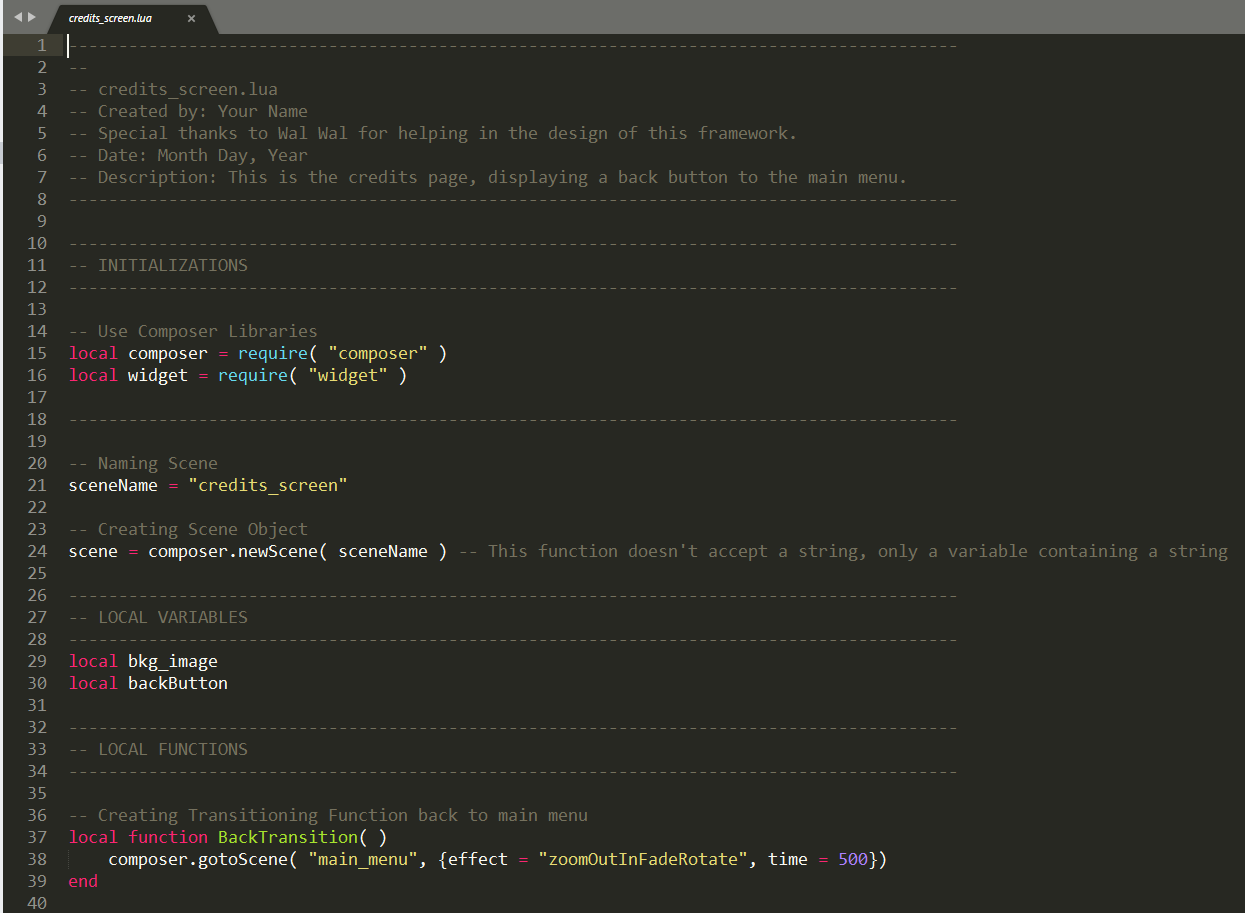 credits_screen.lua ×
1 -----------------------------------------------------------------------------------------
2 --
3 -- credits_screen.lua
4 -- Created by: Your Name
5 -- Special thanks to Wal Wal for helping in the design of this framework.
6 -- Date: Month Day, Year
7 -- Description: This is the credits page, displaying a back button to the main menu.
8 -----------------------------------------------------------------------------------------
9
10 -----------------------------------------------------------------------------------------
11 -- INITIALIZATIONS
12 -----------------------------------------------------------------------------------------
13
14 -- Use Composer Libraries
15 local composer = require( "composer" )
16 local widget = require( "widget" )
17
18 -----------------------------------------------------------------------------------------
19
20 -- Naming Scene
21 sceneName = "credits_screen"
22
23 -- Creating Scene Object
24 scene = composer.newScene( sceneName ) -- This function doesn't accept a string, only a variable containing a string
25
26 -----------------------------------------------------------------------------------------
27 -- LOCAL VARIABLES
28 -----------------------------------------------------------------------------------------
29 local bkg_image
30 local backButton
31
32 -----------------------------------------------------------------------------------------
33 -- LOCAL FUNCTIONS
34 -----------------------------------------------------------------------------------------
35
36 -- Creating Transitioning Function back to main menu
37 local function BackTransition( )
38     composer.gotoScene( "main_menu", {effect = "zoomOutInFadeRotate", time = 500})
39 end
40